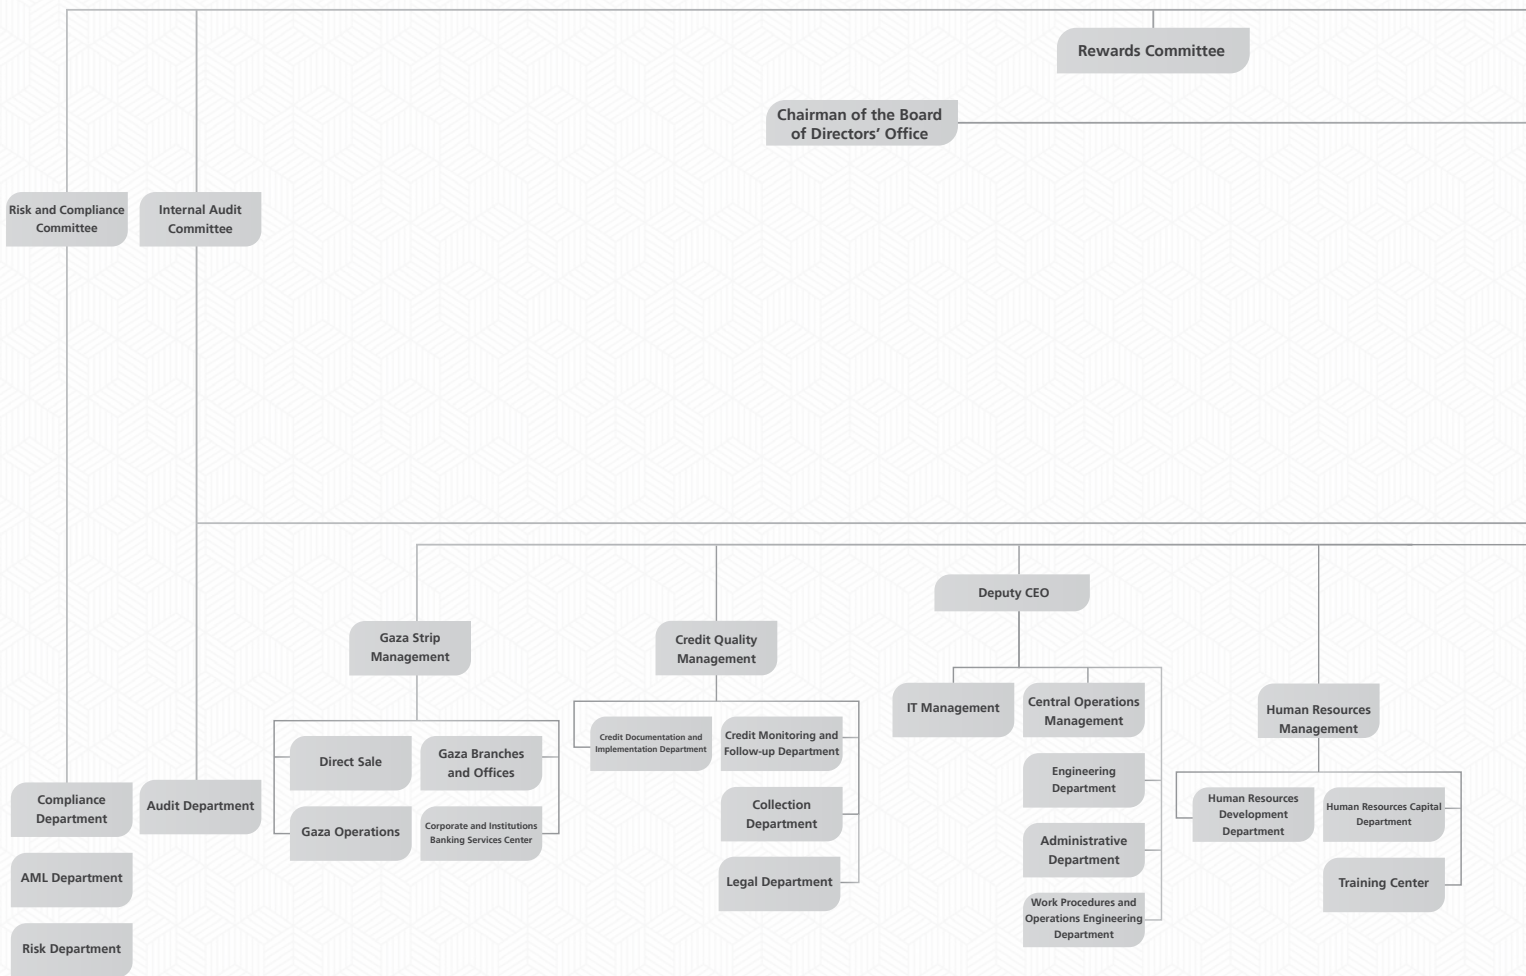 Rewards Committee
Chairman of the Board
of Directors’ Office
Risk and Compliance
Committee
Internal Audit
Committee
Deputy CEO
Gaza Strip
Management
Credit Quality
Management
IT Management
Central Operations
Management
Human Resources
Management
Direct Sale
Gaza Branches
and Offices
Gaza Operations
Corporate and Institutions
Banking Services Center
Credit Documentation and
Implementation Department
Credit Monitoring and
Follow-up Department
Collection
Department
Legal Department
Engineering
Department
Administrative
Department
Work Procedures and
Operations Engineering
Department
Human Resources
Development
Department
Human Resources Capital
Department
Training Center
Compliance
Department
Audit Department
AML Department
Risk Department